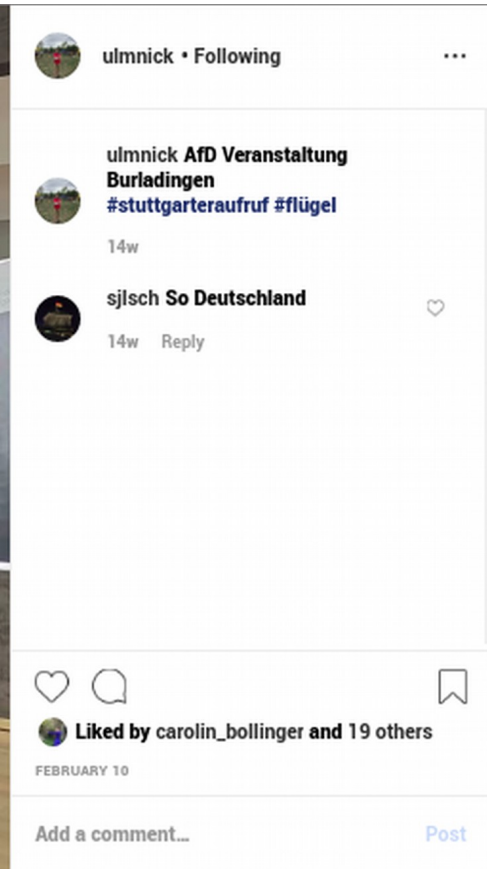 ulmnick • Following
ulmnick AfD Veranstaltung
Burladingen
#stuttgarteraufruf #flügel
14w
sjlsch So Deutschland
14w Reply
Liked by carolin_bollinger and 19 others
FEBRUARY 10
Add a comment... Post